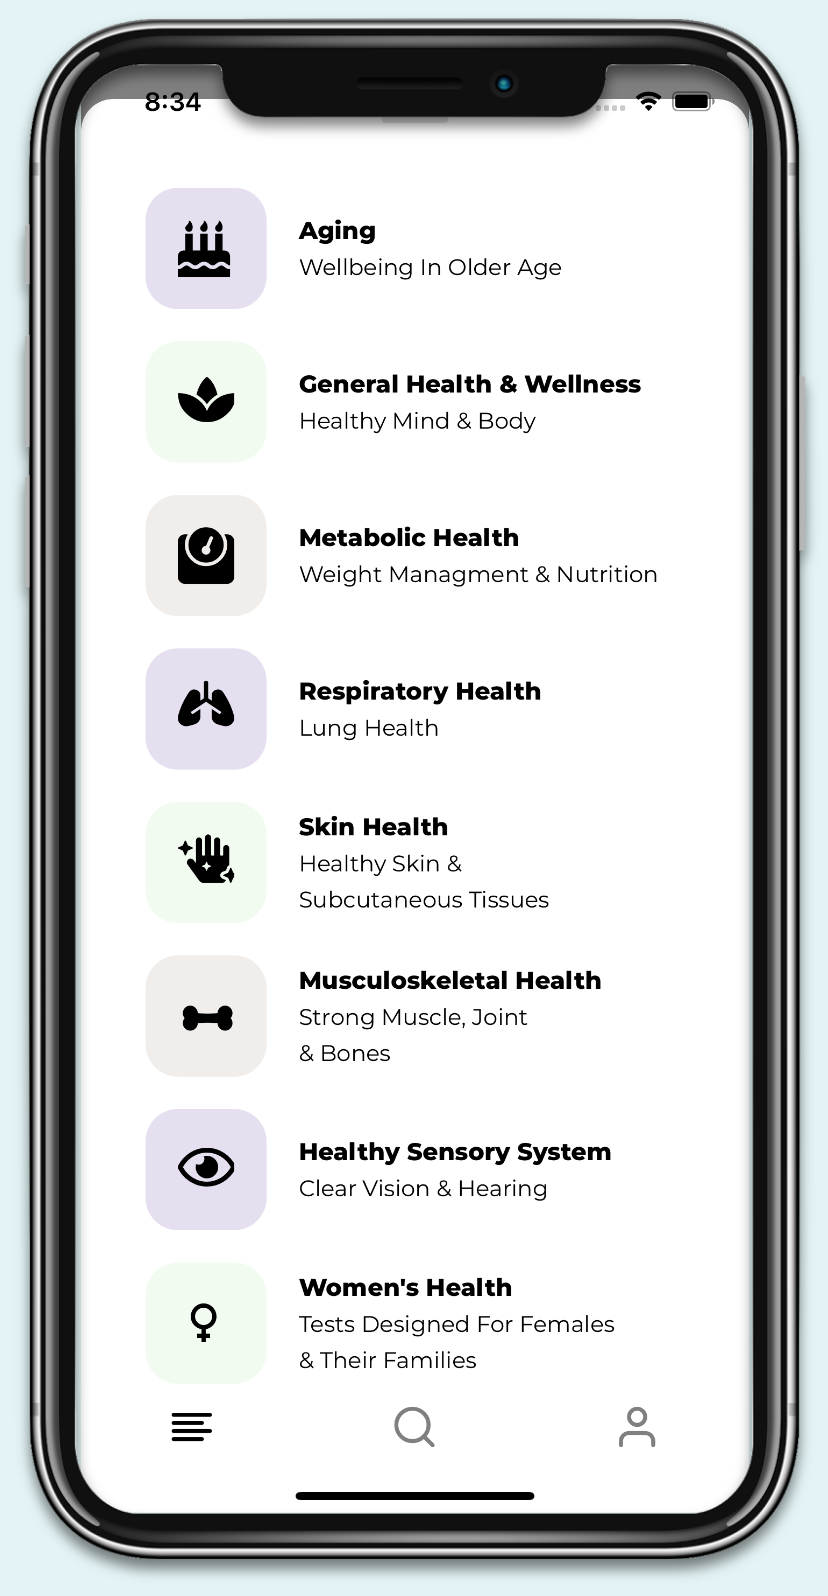 8:34
Aging
Wellbeing In Older Age
General Health & Wellness
Healthy Mind & Body
Metabolic Health
Weight Managment & Nutrition
Respiratory Health
Lung Health
Skin Health
Healthy Skin &
Subcutaneous Tissues
Musculoskeletal Health
Strong Muscle, Joint
& Bones
Healthy Sensory System
Clear Vision & Hearing
Women's Health
Tests Designed For Females
& Their Families